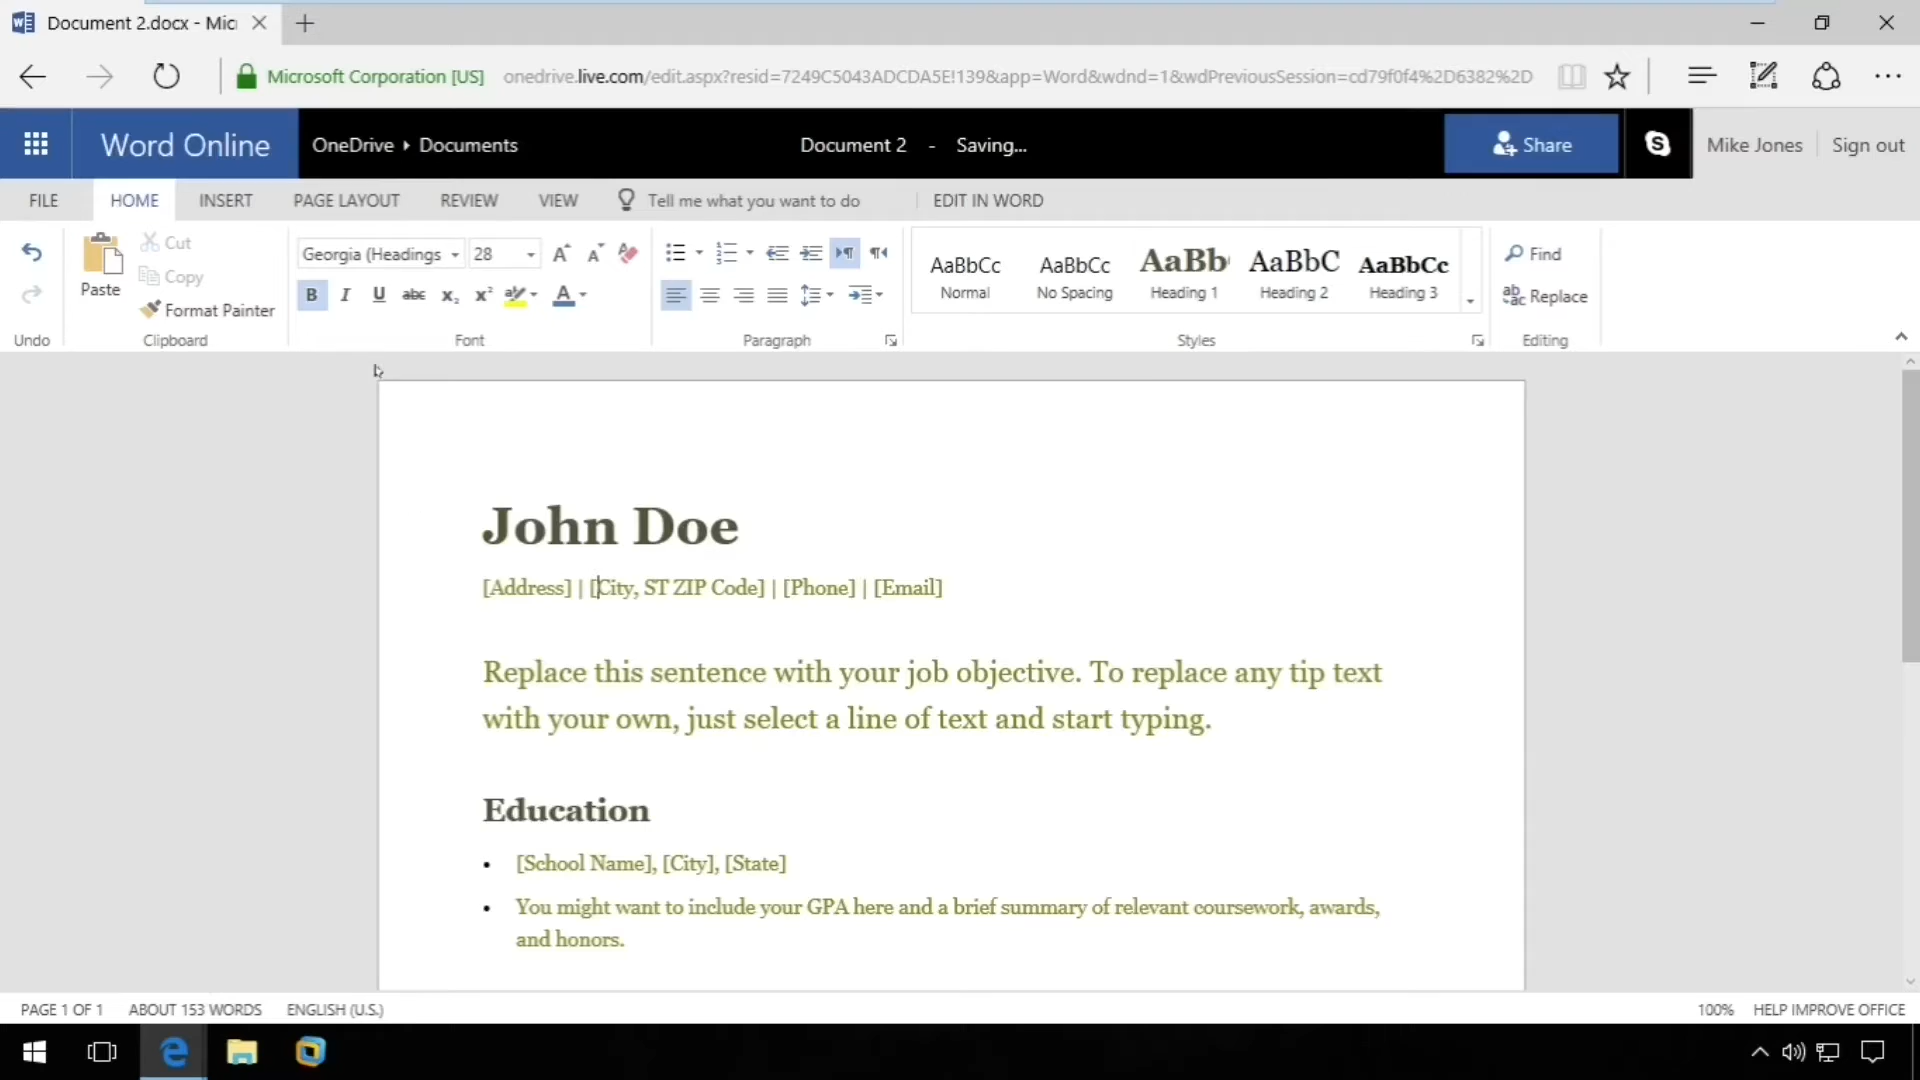 Document 2.docx - Mic
Microsoft Corporation [US]
onedrive.live.com/edit.aspx?resid=7249C5043ADCDA5E!139&app=Word&wdnd=1&wdPreviousSession=cd79f0f4%2D6382%2D
Word Online
OneDrive ▸ Documents
Document 2 - Saving...
Share
Mike Jones
Sign out
FILE
HOME
INSERT
PAGE LAYOUT
REVIEW
VIEW
Tell me what you want to do
EDIT IN WORD
Paste
Cut
Copy
Format Painter
Undo
Clipboard
Georgia (Headings
28
B I U abc x₂ x²
Font
Paragraph
AaBbCc
Normal
AaBbCc
No Spacing
AaBb
Heading 1
AaBbC
Heading 2
AaBbCc
Heading 3
Styles
Find
Replace
Editing
John Doe
[Address] | [City, ST ZIP Code] | [Phone] | [Email]
Replace this sentence with your job objective. To replace any tip text
with your own, just select a line of text and start typing.
Education
• [School Name], [City], [State]
• You might want to include your GPA here and a brief summary of relevant coursework, awards,
and honors.
PAGE 1 OF 1
ABOUT 153 WORDS
ENGLISH (U.S.)
100%
HELP IMPROVE OFFICE